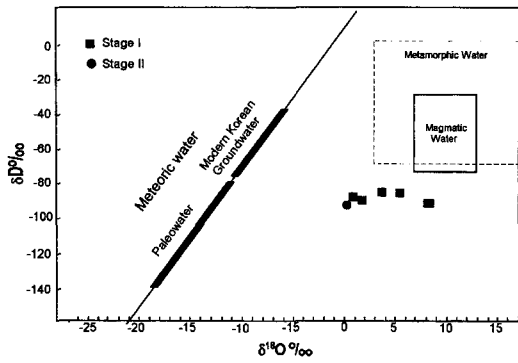 Stage I
Stage II
Metamorphic Water
Magmatic
Water
Meteoric water
Modern Korean
Groundwater
Paleowater
δD‰
0
-20
-40
-60
-80
-100
-120
-140
-25
-20
-15
-10
-5
0
5
10
15
δ¹⁸O ‰